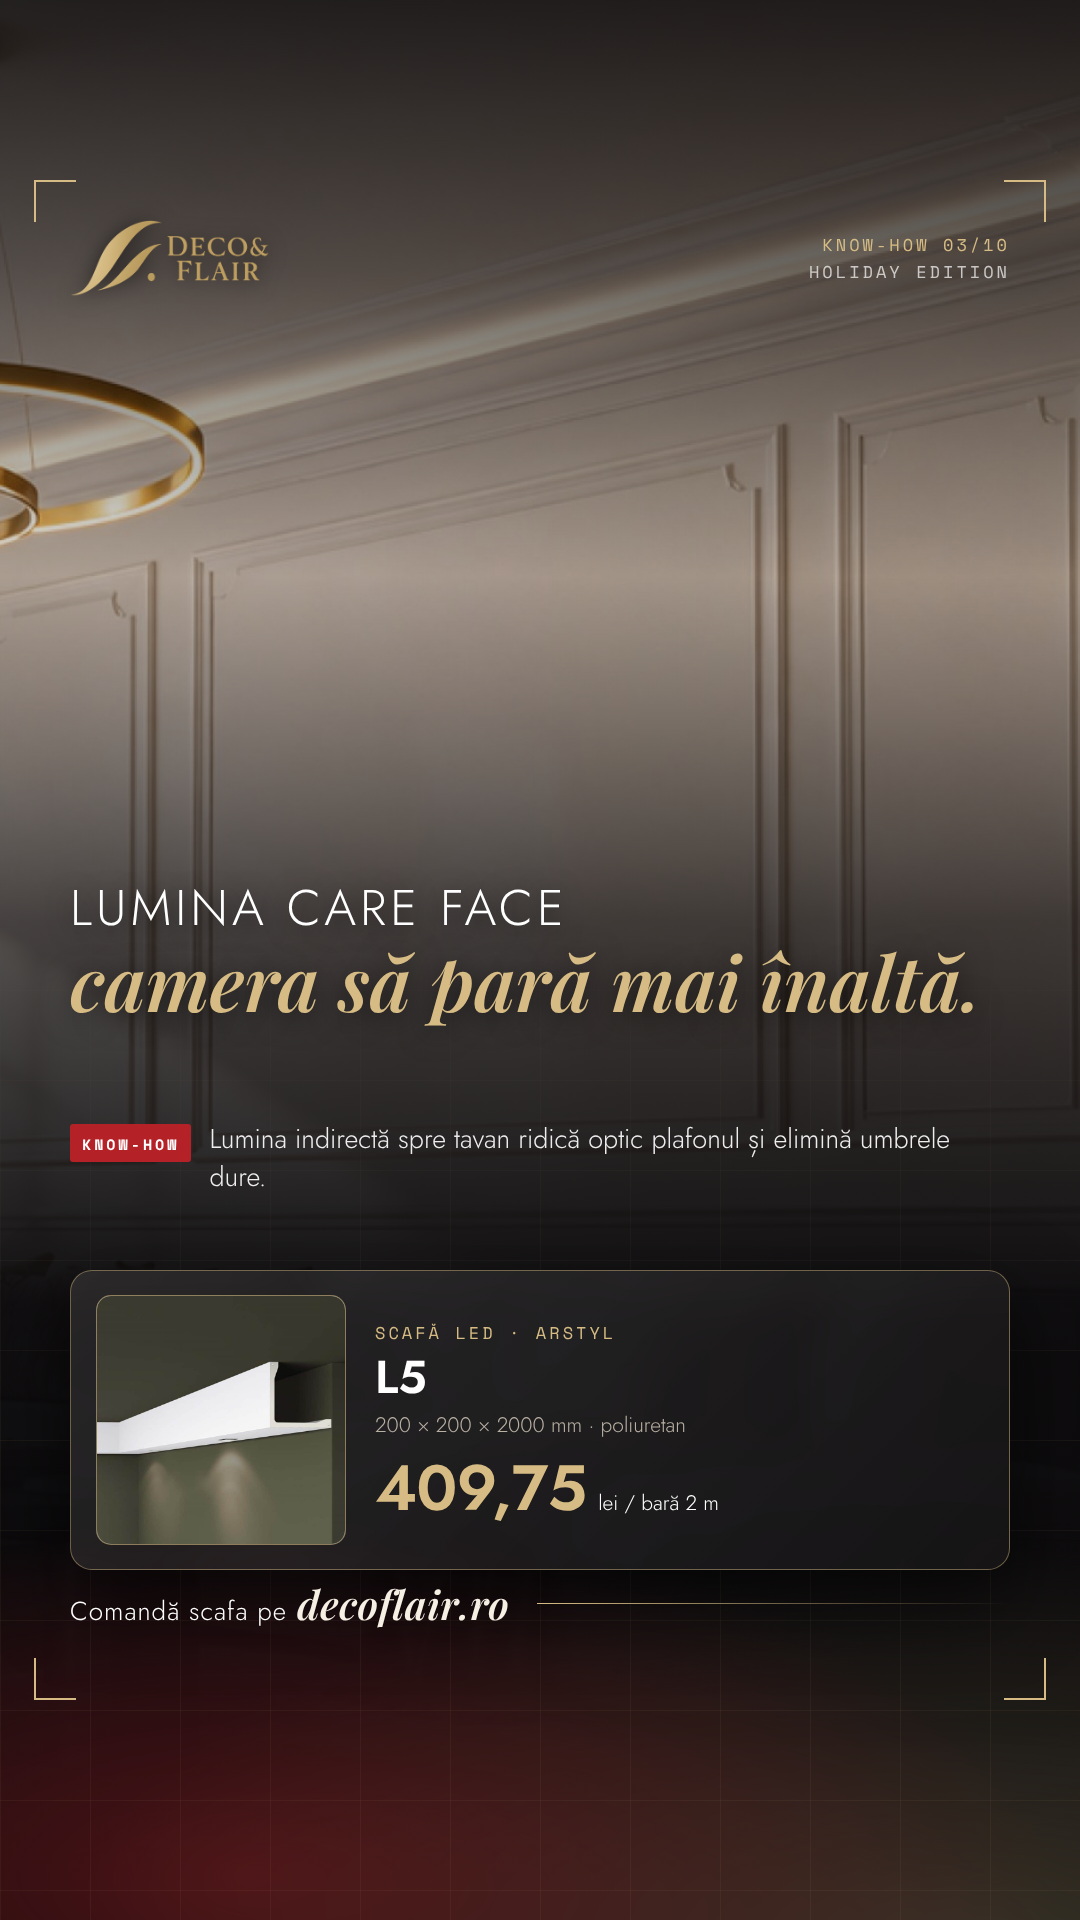 DECO&
FLAIR
KNOW-HOW 03/10
HOLIDAY EDITION
LUMINA CARE FACE
camera să pară mai înaltă.
KNOW-HOW
Lumina indirectă spre tavan ridică optic plafonul și elimină umbrele
dure.
SCAFĂ LED · ARSTYL
L5
200 × 200 × 2000 mm · poliuretan
409,75 lei / bară 2 m
Comandă scafa pe decoflair.ro